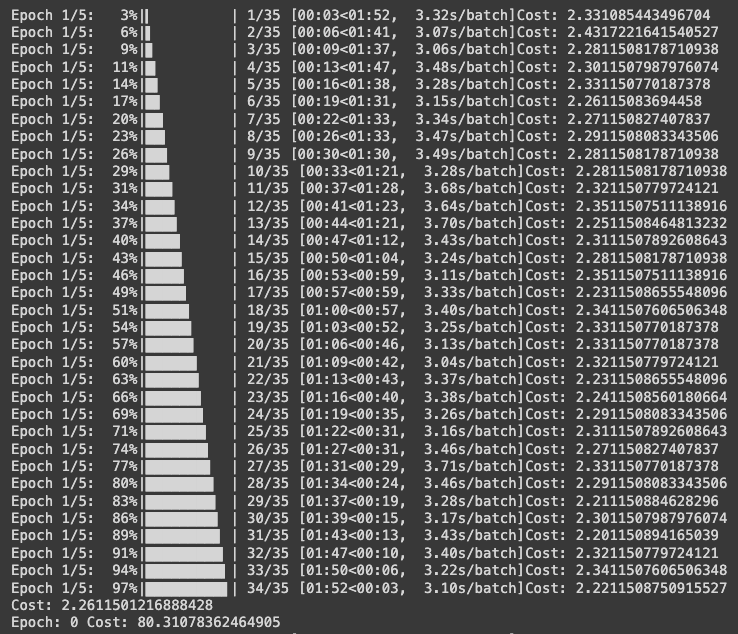 Epoch 1/5:   3%|          | 1/35 [00:03<01:52,  3.32s/batch]Cost: 2.331085443496704
Epoch 1/5:   6%|          | 2/35 [00:06<01:41,  3.07s/batch]Cost: 2.4317221641540527
Epoch 1/5:   9%|          | 3/35 [00:09<01:37,  3.06s/batch]Cost: 2.2811508178710938
Epoch 1/5:  11%|          | 4/35 [00:13<01:47,  3.48s/batch]Cost: 2.3011507987976074
Epoch 1/5:  14%|          | 5/35 [00:16<01:38,  3.28s/batch]Cost: 2.331150770187378
Epoch 1/5:  17%|          | 6/35 [00:19<01:31,  3.15s/batch]Cost: 2.26115083694458
Epoch 1/5:  20%|          | 7/35 [00:22<01:33,  3.34s/batch]Cost: 2.271150827407837
Epoch 1/5:  23%|          | 8/35 [00:26<01:33,  3.47s/batch]Cost: 2.2911508083343506
Epoch 1/5:  26%|          | 9/35 [00:30<01:30,  3.49s/batch]Cost: 2.2811508178710938
Epoch 1/5:  29%|          | 10/35 [00:33<01:21,  3.28s/batch]Cost: 2.2811508178710938
Epoch 1/5:  31%|          | 11/35 [00:37<01:28,  3.68s/batch]Cost: 2.321150779724121
Epoch 1/5:  34%|          | 12/35 [00:41<01:23,  3.64s/batch]Cost: 2.3511507511138916
Epoch 1/5:  37%|          | 13/35 [00:44<01:21,  3.70s/batch]Cost: 2.2511508464813232
Epoch 1/5:  40%|          | 14/35 [00:47<01:12,  3.43s/batch]Cost: 2.3111507892608643
Epoch 1/5:  43%|          | 15/35 [00:50<01:04,  3.24s/batch]Cost: 2.2811508178710938
Epoch 1/5:  46%|          | 16/35 [00:53<00:59,  3.11s/batch]Cost: 2.3511507511138916
Epoch 1/5:  49%|          | 17/35 [00:57<00:59,  3.33s/batch]Cost: 2.2311508655548096
Epoch 1/5:  51%|          | 18/35 [01:00<00:57,  3.40s/batch]Cost: 2.3411507606506348
Epoch 1/5:  54%|          | 19/35 [01:03<00:52,  3.25s/batch]Cost: 2.331150770187378
Epoch 1/5:  57%|          | 20/35 [01:06<00:46,  3.13s/batch]Cost: 2.331150770187378
Epoch 1/5:  60%|          | 21/35 [01:09<00:42,  3.04s/batch]Cost: 2.321150779724121
Epoch 1/5:  63%|          | 22/35 [01:13<00:43,  3.37s/batch]Cost: 2.2311508655548096
Epoch 1/5:  66%|          | 23/35 [01:16<00:40,  3.38s/batch]Cost: 2.2411508560180664
Epoch 1/5:  69%|          | 24/35 [01:19<00:35,  3.26s/batch]Cost: 2.2911508083343506
Epoch 1/5:  71%|          | 25/35 [01:22<00:31,  3.16s/batch]Cost: 2.3111507892608643
Epoch 1/5:  74%|          | 26/35 [01:27<00:31,  3.46s/batch]Cost: 2.271150827407837
Epoch 1/5:  77%|          | 27/35 [01:31<00:29,  3.71s/batch]Cost: 2.331150770187378
Epoch 1/5:  80%|          | 28/35 [01:34<00:24,  3.46s/batch]Cost: 2.2911508083343506
Epoch 1/5:  83%|          | 29/35 [01:37<00:19,  3.28s/batch]Cost: 2.211150884628296
Epoch 1/5:  86%|          | 30/35 [01:39<00:15,  3.17s/batch]Cost: 2.3011507987976074
Epoch 1/5:  89%|          | 31/35 [01:43<00:13,  3.43s/batch]Cost: 2.201150894165039
Epoch 1/5:  91%|          | 32/35 [01:47<00:10,  3.40s/batch]Cost: 2.321150779724121
Epoch 1/5:  94%|          | 33/35 [01:50<00:06,  3.22s/batch]Cost: 2.3411507606506348
Epoch 1/5:  97%|          | 34/35 [01:52<00:03,  3.10s/batch]Cost: 2.2211508750915527
Cost: 2.2611501216888428
Epoch: 0 Cost: 80.31078362464905